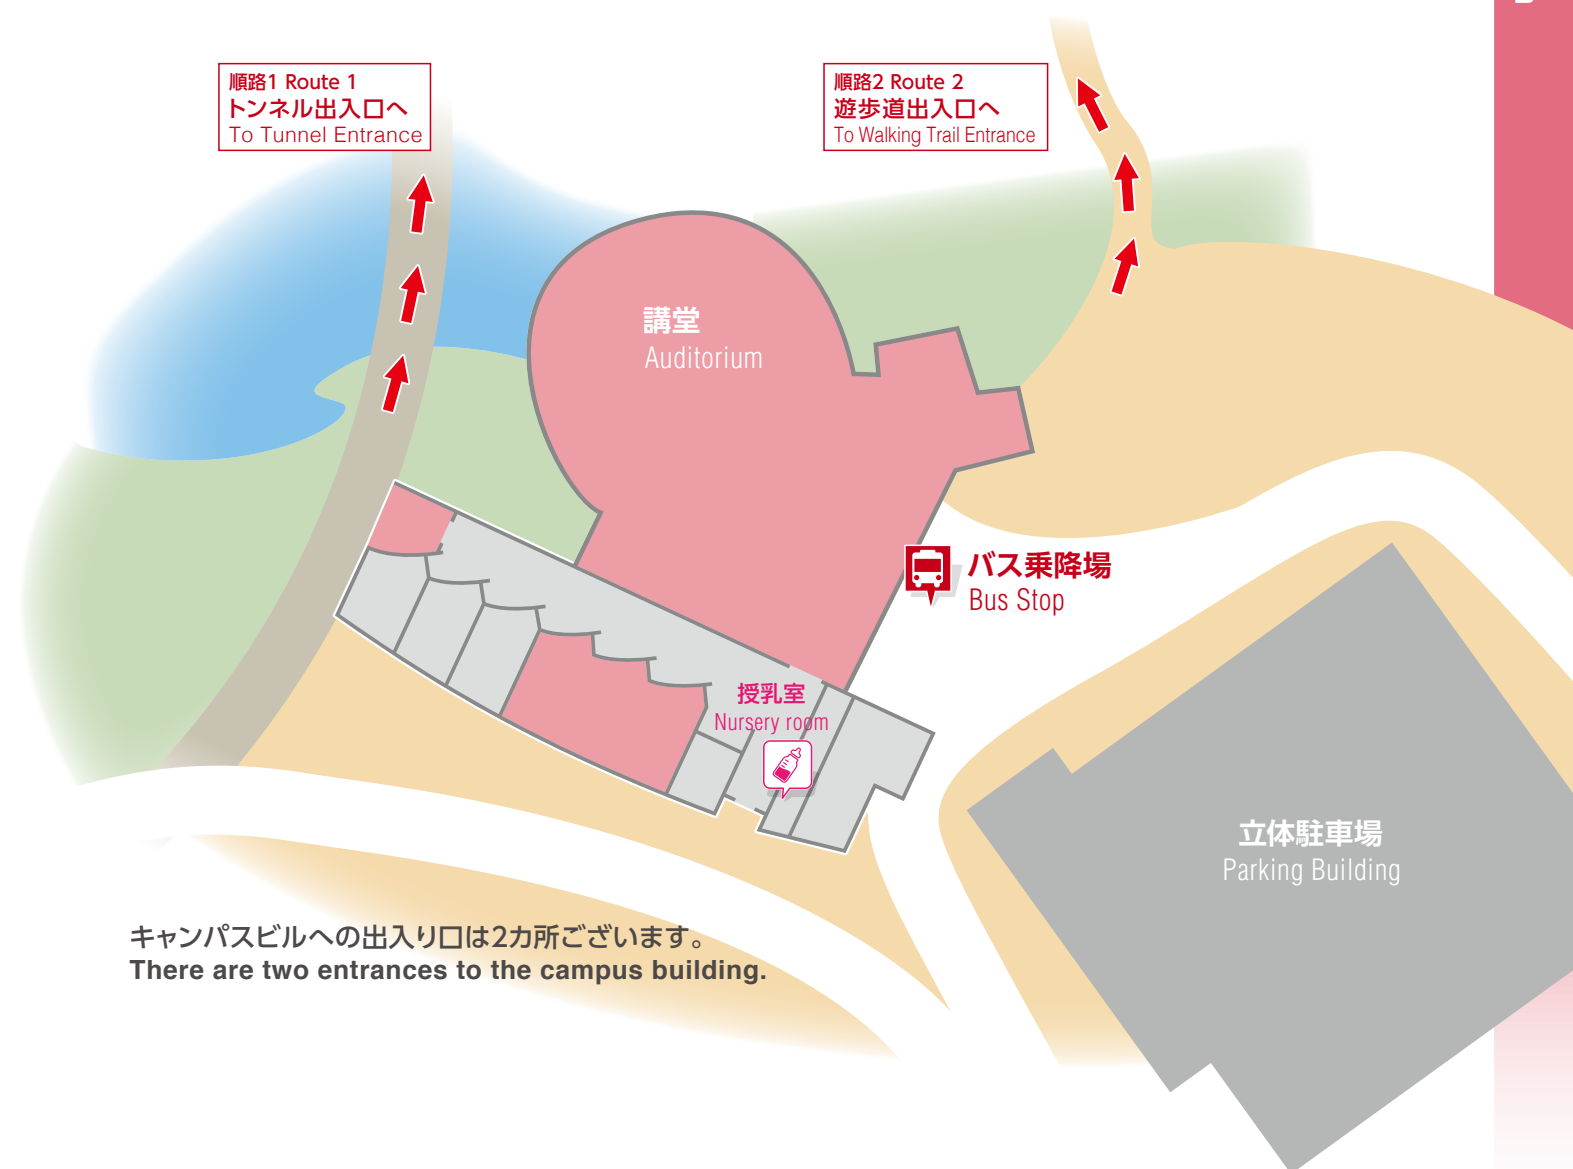 順路1 Route 1
トンネル出入口へ
To Tunnel Entrance
順路2 Route 2
遊歩道出入口へ
To Walking Trail Entrance
講堂
Auditorium
バス乗降場
Bus Stop
授乳室
Nursery room
立体駐車場
Parking Building
キャンパスビルへの出入り口は2カ所ございます。
There are two entrances to the campus building.